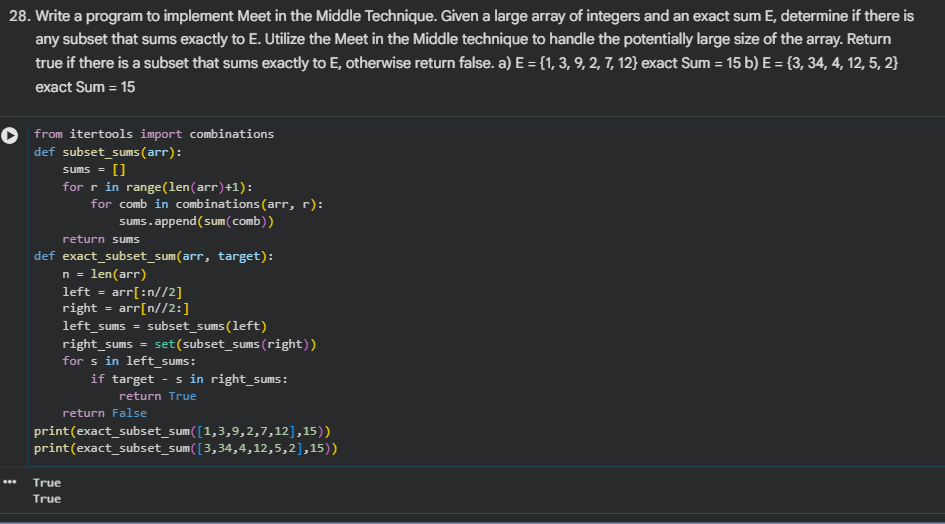 28. Write a program to implement Meet in the Middle Technique. Given a large array of integers and an exact sum E, determine if there is
any subset that sums exactly to E. Utilize the Meet in the Middle technique to handle the potentially large size of the array. Return
true if there is a subset that sums exactly to E, otherwise return false. a) E = {1, 3, 9, 2, 7, 12} exact Sum = 15 b) E = {3, 34, 4, 12, 5, 2}
exact Sum = 15
from itertools import combinations
def subset_sums(arr):
    sums = []
    for r in range(len(arr)+1):
        for comb in combinations(arr, r):
            sums.append(sum(comb))
    return sums
def exact_subset_sum(arr, target):
    n = len(arr)
    left = arr[:n//2]
    right = arr[n//2:]
    left_sums = subset_sums(left)
    right_sums = set(subset_sums(right))
    for s in left_sums:
        if target - s in right_sums:
            return True
    return False
print(exact_subset_sum([1,3,9,2,7,12],15))
print(exact_subset_sum([3,34,4,12,5,2],15))
True
True